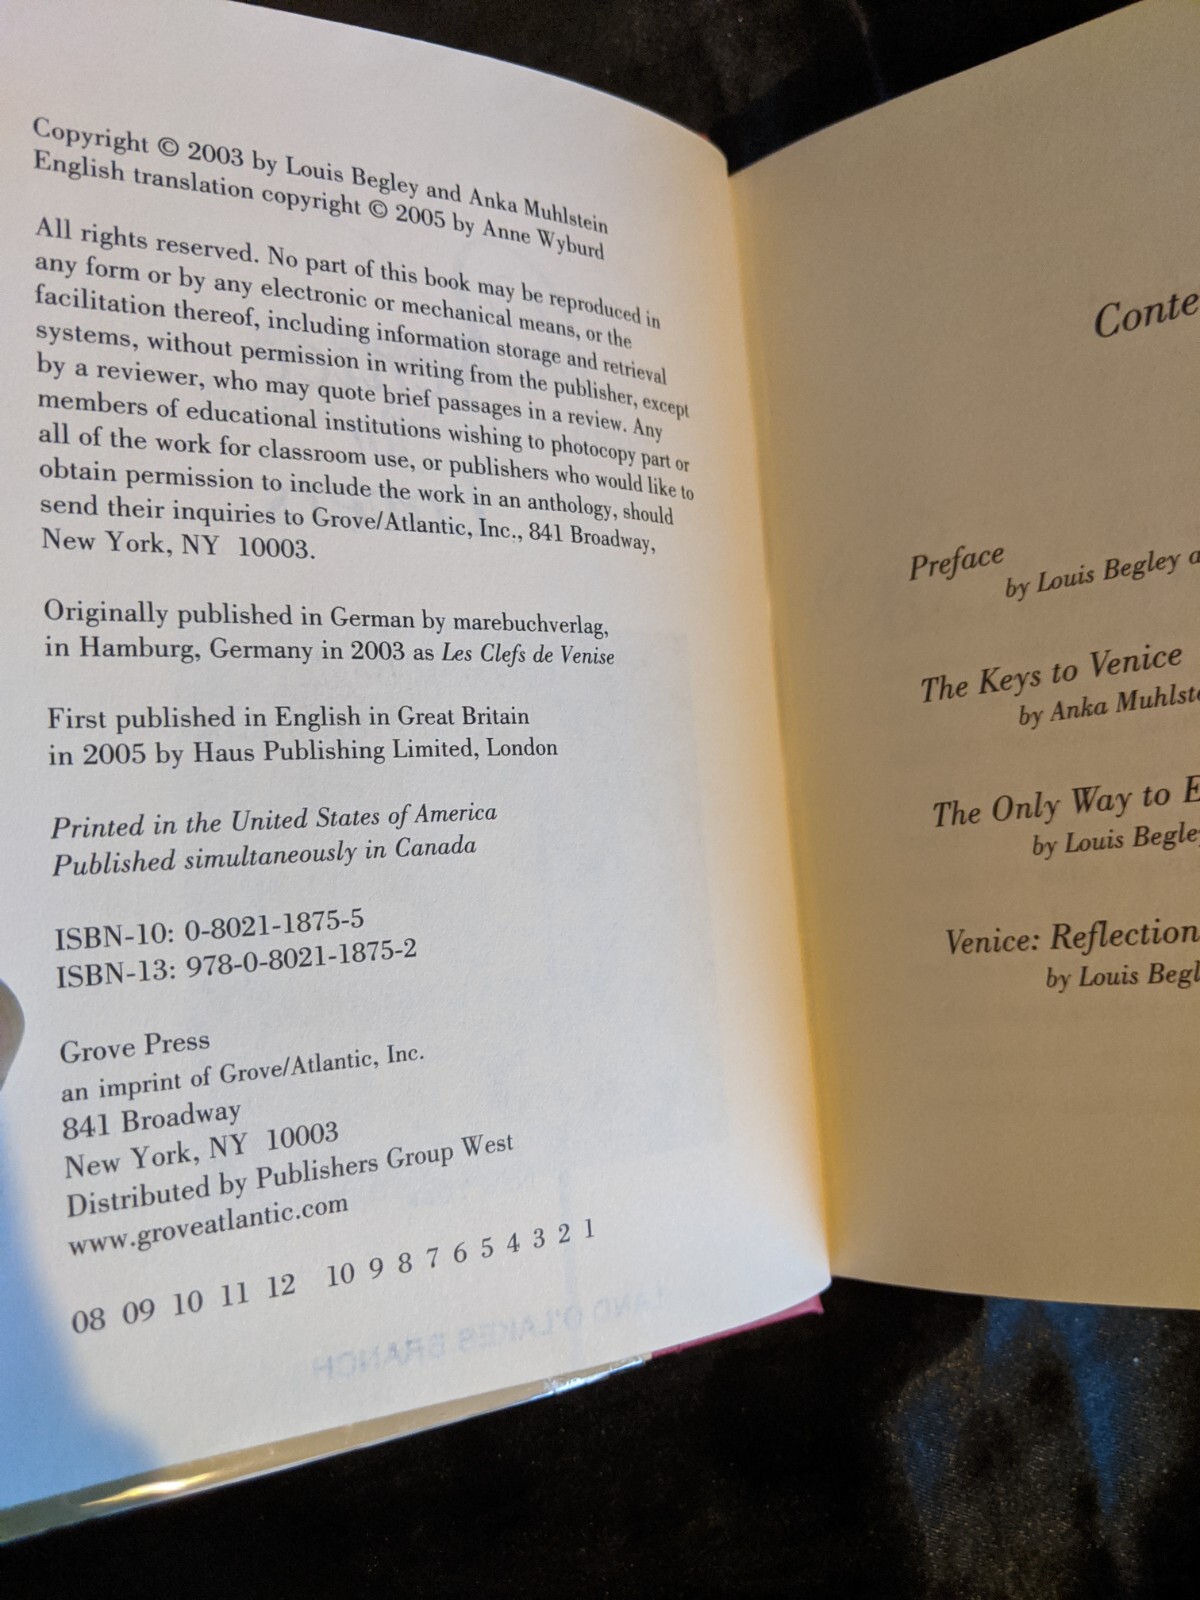 Copyright © 2003 by Louis Begley and Anka Muhlstein
English translation copyright © 2005 by Anne Wyburd
All rights reserved. No part of this book may be reproduced in
any form or by any electronic or mechanical means, or the
facilitation thereof, including information storage and retrieval
systems, without permission in writing from the publisher, except
by a reviewer, who may quote brief passages in a review. Any
members of educational institutions wishing to photocopy part or
all of the work for classroom use, or publishers who would like to
obtain permission to include the work in an anthology, should
send their inquiries to Grove/Atlantic, Inc., 841 Broadway,
New York, NY 10003.
Originally published in German by marebuchverlag,
in Hamburg, Germany in 2003 as Les Clefs de Venise
First published in English in Great Britain
in 2005 by Haus Publishing Limited, London
Printed in the United States of America
Published simultaneously in Canada
ISBN-10: 0-8021-1875-5
ISBN-13: 978-0-8021-1875-2
Grove Press
an imprint of Grove/Atlantic, Inc.
841 Broadway
New York, NY 10003
Distributed by Publishers Group West
www.groveatlantic.com
08 09 10 11 12 10 9 8 7 6 5 4 3 2 1
LAND O'LAKES BRANCH
Conte
Preface
by Louis Begley a
The Keys to Venice
by Anka Muhlste
The Only Way to E
by Louis Begley
Venice: Reflection
by Louis Begl